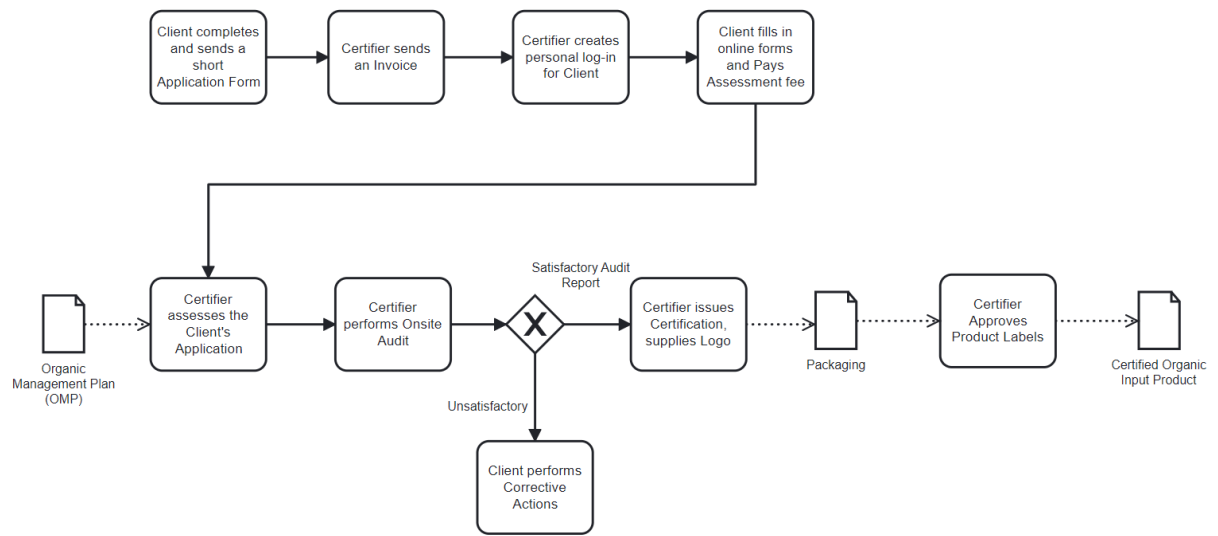 Client completes
and sends a
short
Application Form
Certifier sends
an Invoice
Certifier creates
personal log-in
for Client
Client fills in
online forms
and Pays
Assessment fee
Organic
Management Plan
(OMP)
Certifier
assesses the
Client's
Application
Certifier
performs Onsite
Audit
X
Satisfactory Audit
Report
Unsatisfactory
Client performs
Corrective
Actions
Certifier issues
Certification,
supplies Logo
Packaging
Certifier
Approves
Product Labels
Certified Organic
Input Product